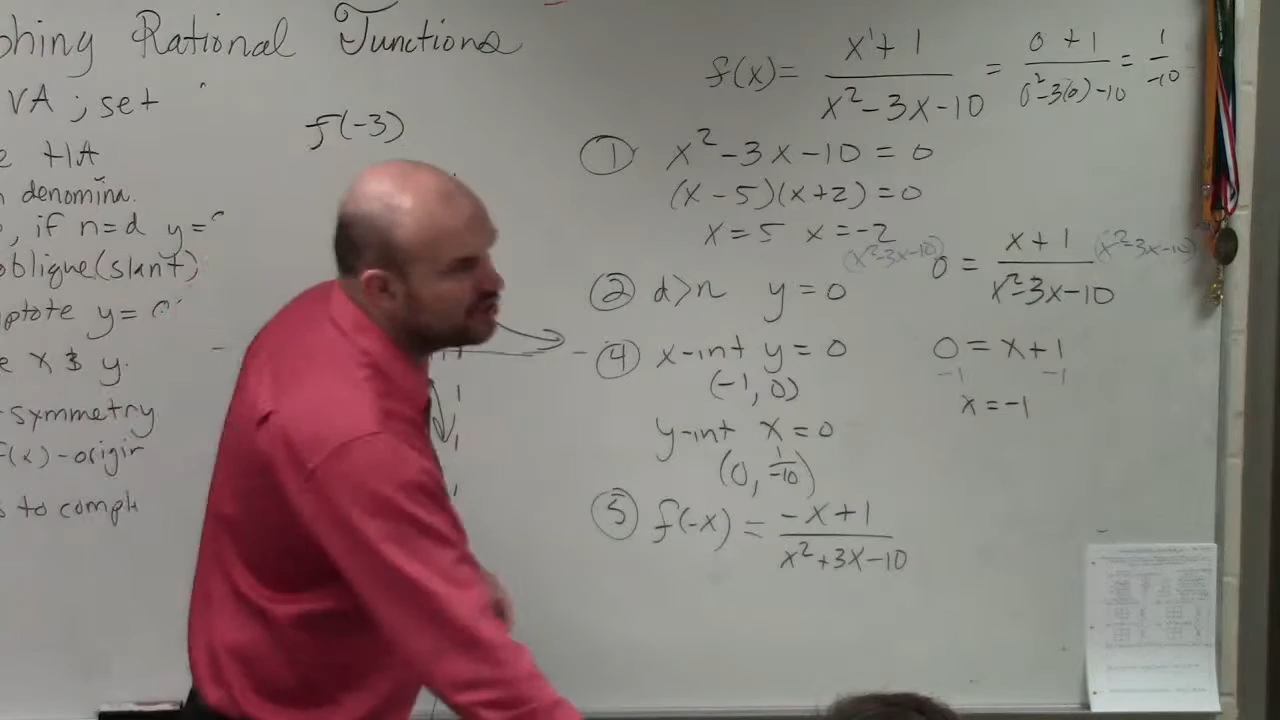 phing Rational Functions
VA ; set
e HA
n denomina.
, if n=d y=
oblique(slant)
ptote y=
e x & y.
-symmetry
f(x)-origin
s to comple
f(-3)
f(x) = x¹+1 / x²-3x-10 = 0+1 / 0²-3(0)-10 = 1/-10
① x²-3x-10=0
(x-5)(x+2)=0
x=5 x=-2
② d>n y=0
④ x-int y=0
(-1, 0)
y-int x=0
(0, 1/-10)
⑤ f(-x) = -x+1 / x²+3x-10
(x²-3x-10) 0 = x+1 / x²-3x-10 (x²-3x-10)
0=x+1
-1 -1
x=-1